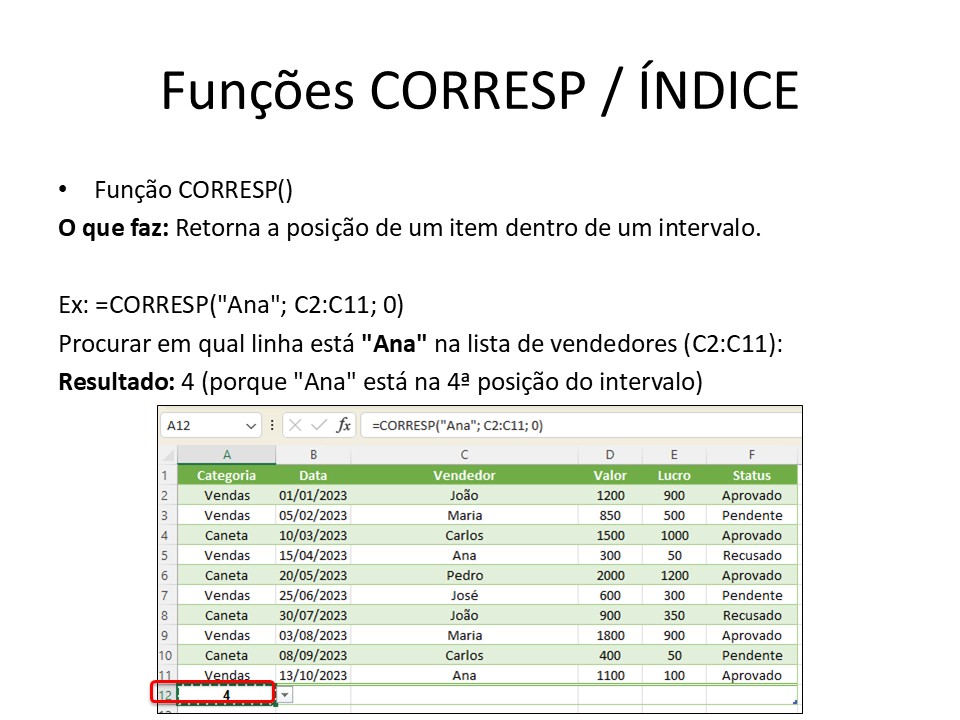 Funções CORRESP / ÍNDICE
• Função CORRESP()
O que faz: Retorna a posição de um item dentro de um intervalo.
Ex: =CORRESP("Ana"; C2:C11; 0)
Procurar em qual linha está "Ana" na lista de vendedores (C2:C11):
Resultado: 4 (porque "Ana" está na 4ª posição do intervalo)
A12 fx =CORRESP("Ana"; C2:C11; 0)
A B C D E F
1 Categoria Data Vendedor Valor Lucro Status
2 Vendas 01/01/2023 João 1200 900 Aprovado
3 Vendas 05/02/2023 Maria 850 500 Pendente
4 Caneta 10/03/2023 Carlos 1500 1000 Aprovado
5 Vendas 15/04/2023 Ana 300 50 Recusado
6 Caneta 20/05/2023 Pedro 2000 1200 Aprovado
7 Vendas 25/06/2023 José 600 300 Pendente
8 Caneta 30/07/2023 João 900 350 Recusado
9 Vendas 03/08/2023 Maria 1800 900 Aprovado
10 Caneta 08/09/2023 Carlos 400 50 Pendente
11 Vendas 13/10/2023 Ana 1100 100 Aprovado
12 4